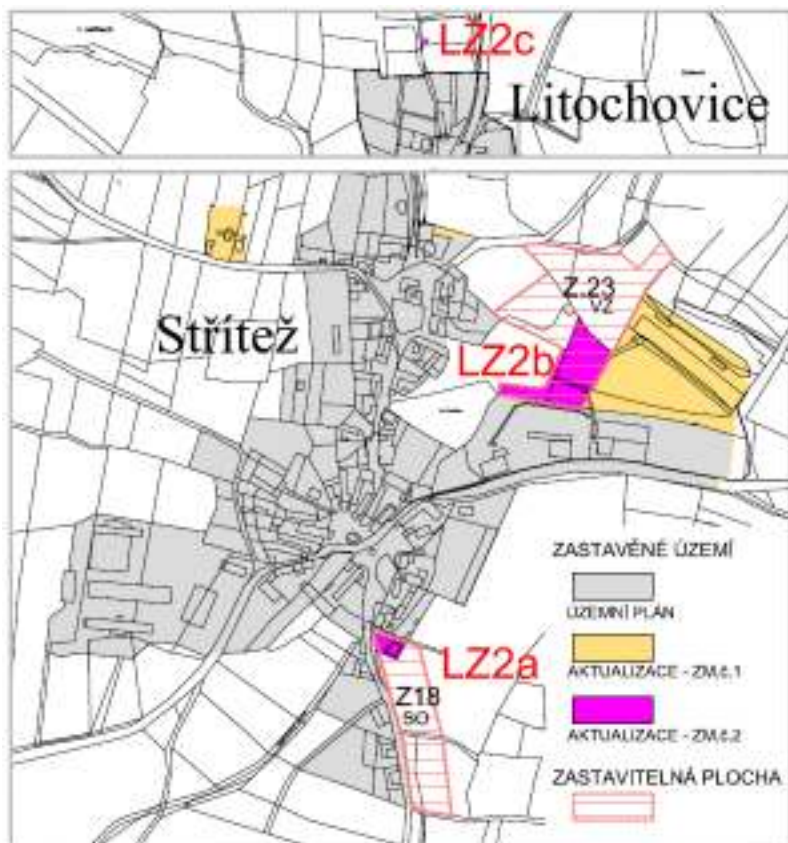 LZ2c
Litochovice
Střítež
Z.23
VZ
LZ2b
ZASTAVĚNÉ ÚZEMÍ
ÚZEMNÍ PLÁN
LZ2a
AKTUALIZACE - ZM.č.1
Z18
SO
AKTUALIZACE - ZM.č.2
ZASTAVITELNÁ PLOCHA